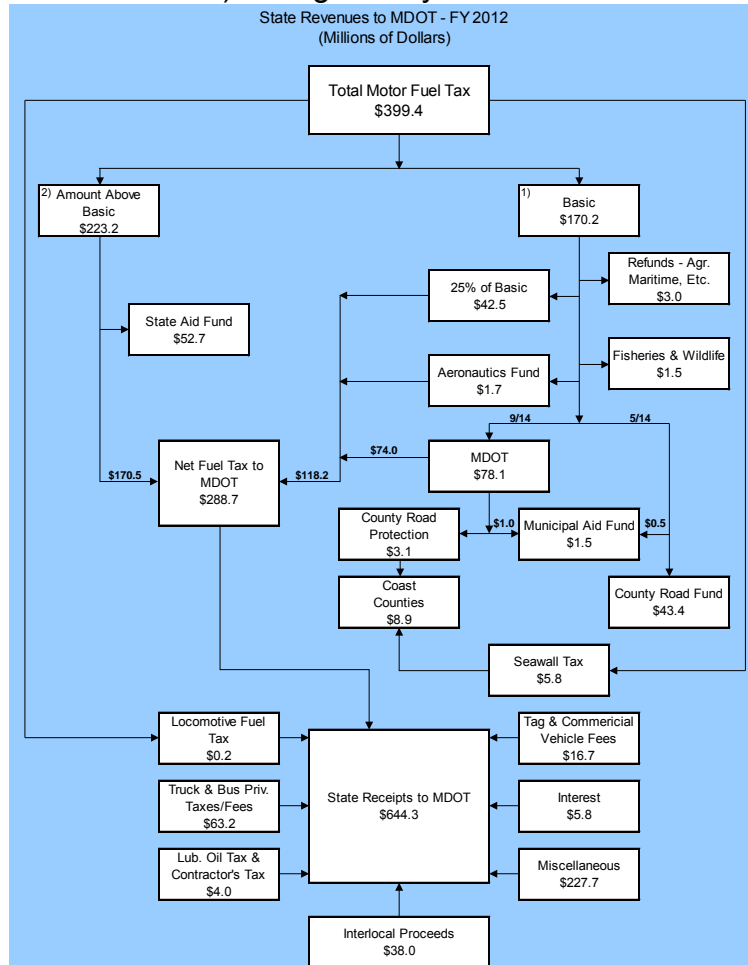 State Revenues to MDOT - FY 2012
(Millions of Dollars)
Total Motor Fuel Tax
$399.4
2) Amount Above
Basic
$223.2
1)
Basic
$170.2
Refunds - Agr.
Maritime, Etc.
$3.0
25% of Basic
$42.5
State Aid Fund
$52.7
Fisheries & Wildlife
$1.5
Aeronautics Fund
$1.7
9/14
5/14
Net Fuel Tax to
MDOT
$288.7
$170.5
$118.2
$74.0
MDOT
$78.1
County Road
Protection
$3.1
$1.0
Municipal Aid Fund
$1.5
$0.5
Coast
Counties
$8.9
County Road Fund
$43.4
Seawall Tax
$5.8
Locomotive Fuel
Tax
$0.2
Tag & Commericial
Vehicle Fees
$16.7
Truck & Bus Priv.
Taxes/Fees
$63.2
State Receipts to MDOT
$644.3
Interest
$5.8
Lub. Oil Tax &
Contractor's Tax
$4.0
Miscellaneous
$227.7
Interlocal Proceeds
$38.0